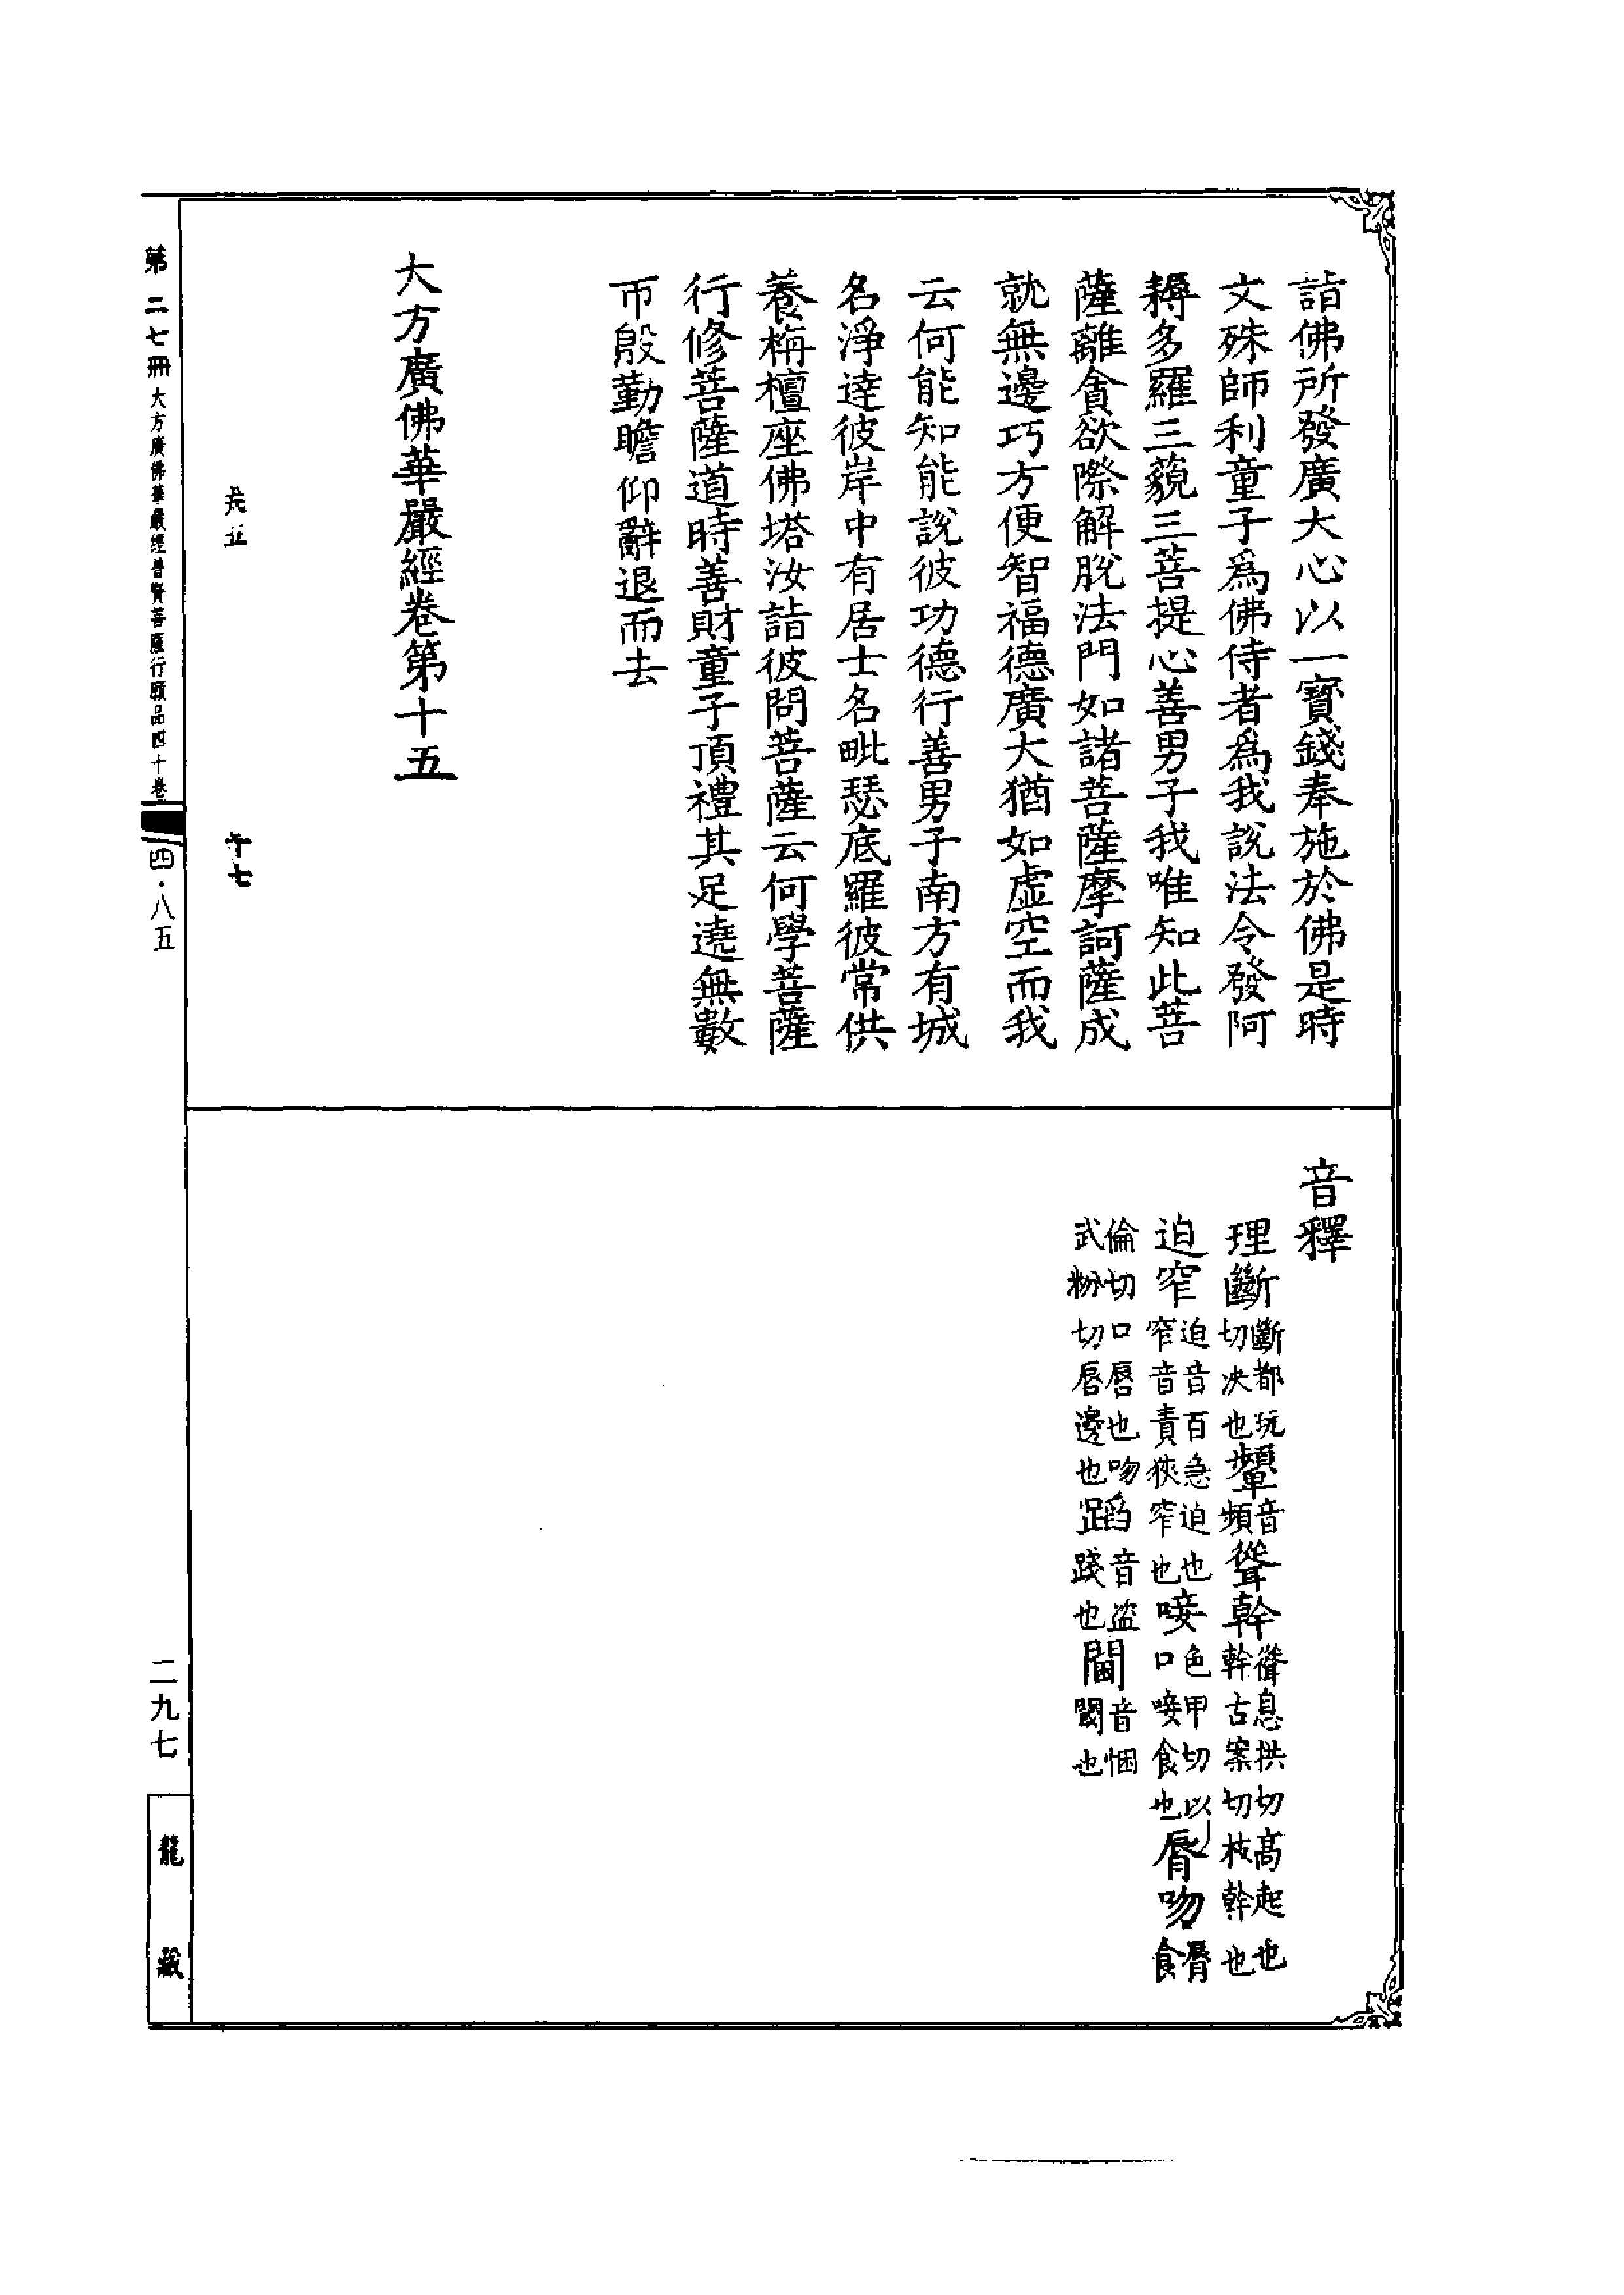 詣佛所發廣大心以一寶錢奉施於佛是時
文殊師利童子爲佛侍者爲我說法令發阿
耨多羅三藐三菩提心善男子我唯知此菩
薩離貪欲際解脫法門如諸菩薩摩訶薩成
就無邊巧方便智福德廣大猶如虛空而我
云何能知能說彼功德行善男子南方有城
名淨達彼岸中有居士名毗瑟底羅彼常供
養栴檀座佛塔汝詣彼問菩薩云何學菩薩
行修菩薩道時善財童子頂禮其足遶無數
帀殷勤瞻仰辭退而去
大方廣佛華嚴經卷第十五
音釋
理斷斷都玩切决也顰音頻聳幹聳息拱切高起也幹古案切枝幹也
迫窄迫音百急迫也窄音責狹窄也唼色甲切以口唼食也脣吻脣食
倫切口唇也吻武粉切唇邊也蹈音盜踐也閫音悃閾也
第二七冊 大方廣佛華嚴經普賢菩薩行願品四十卷
四·八五
二九七
龍藏